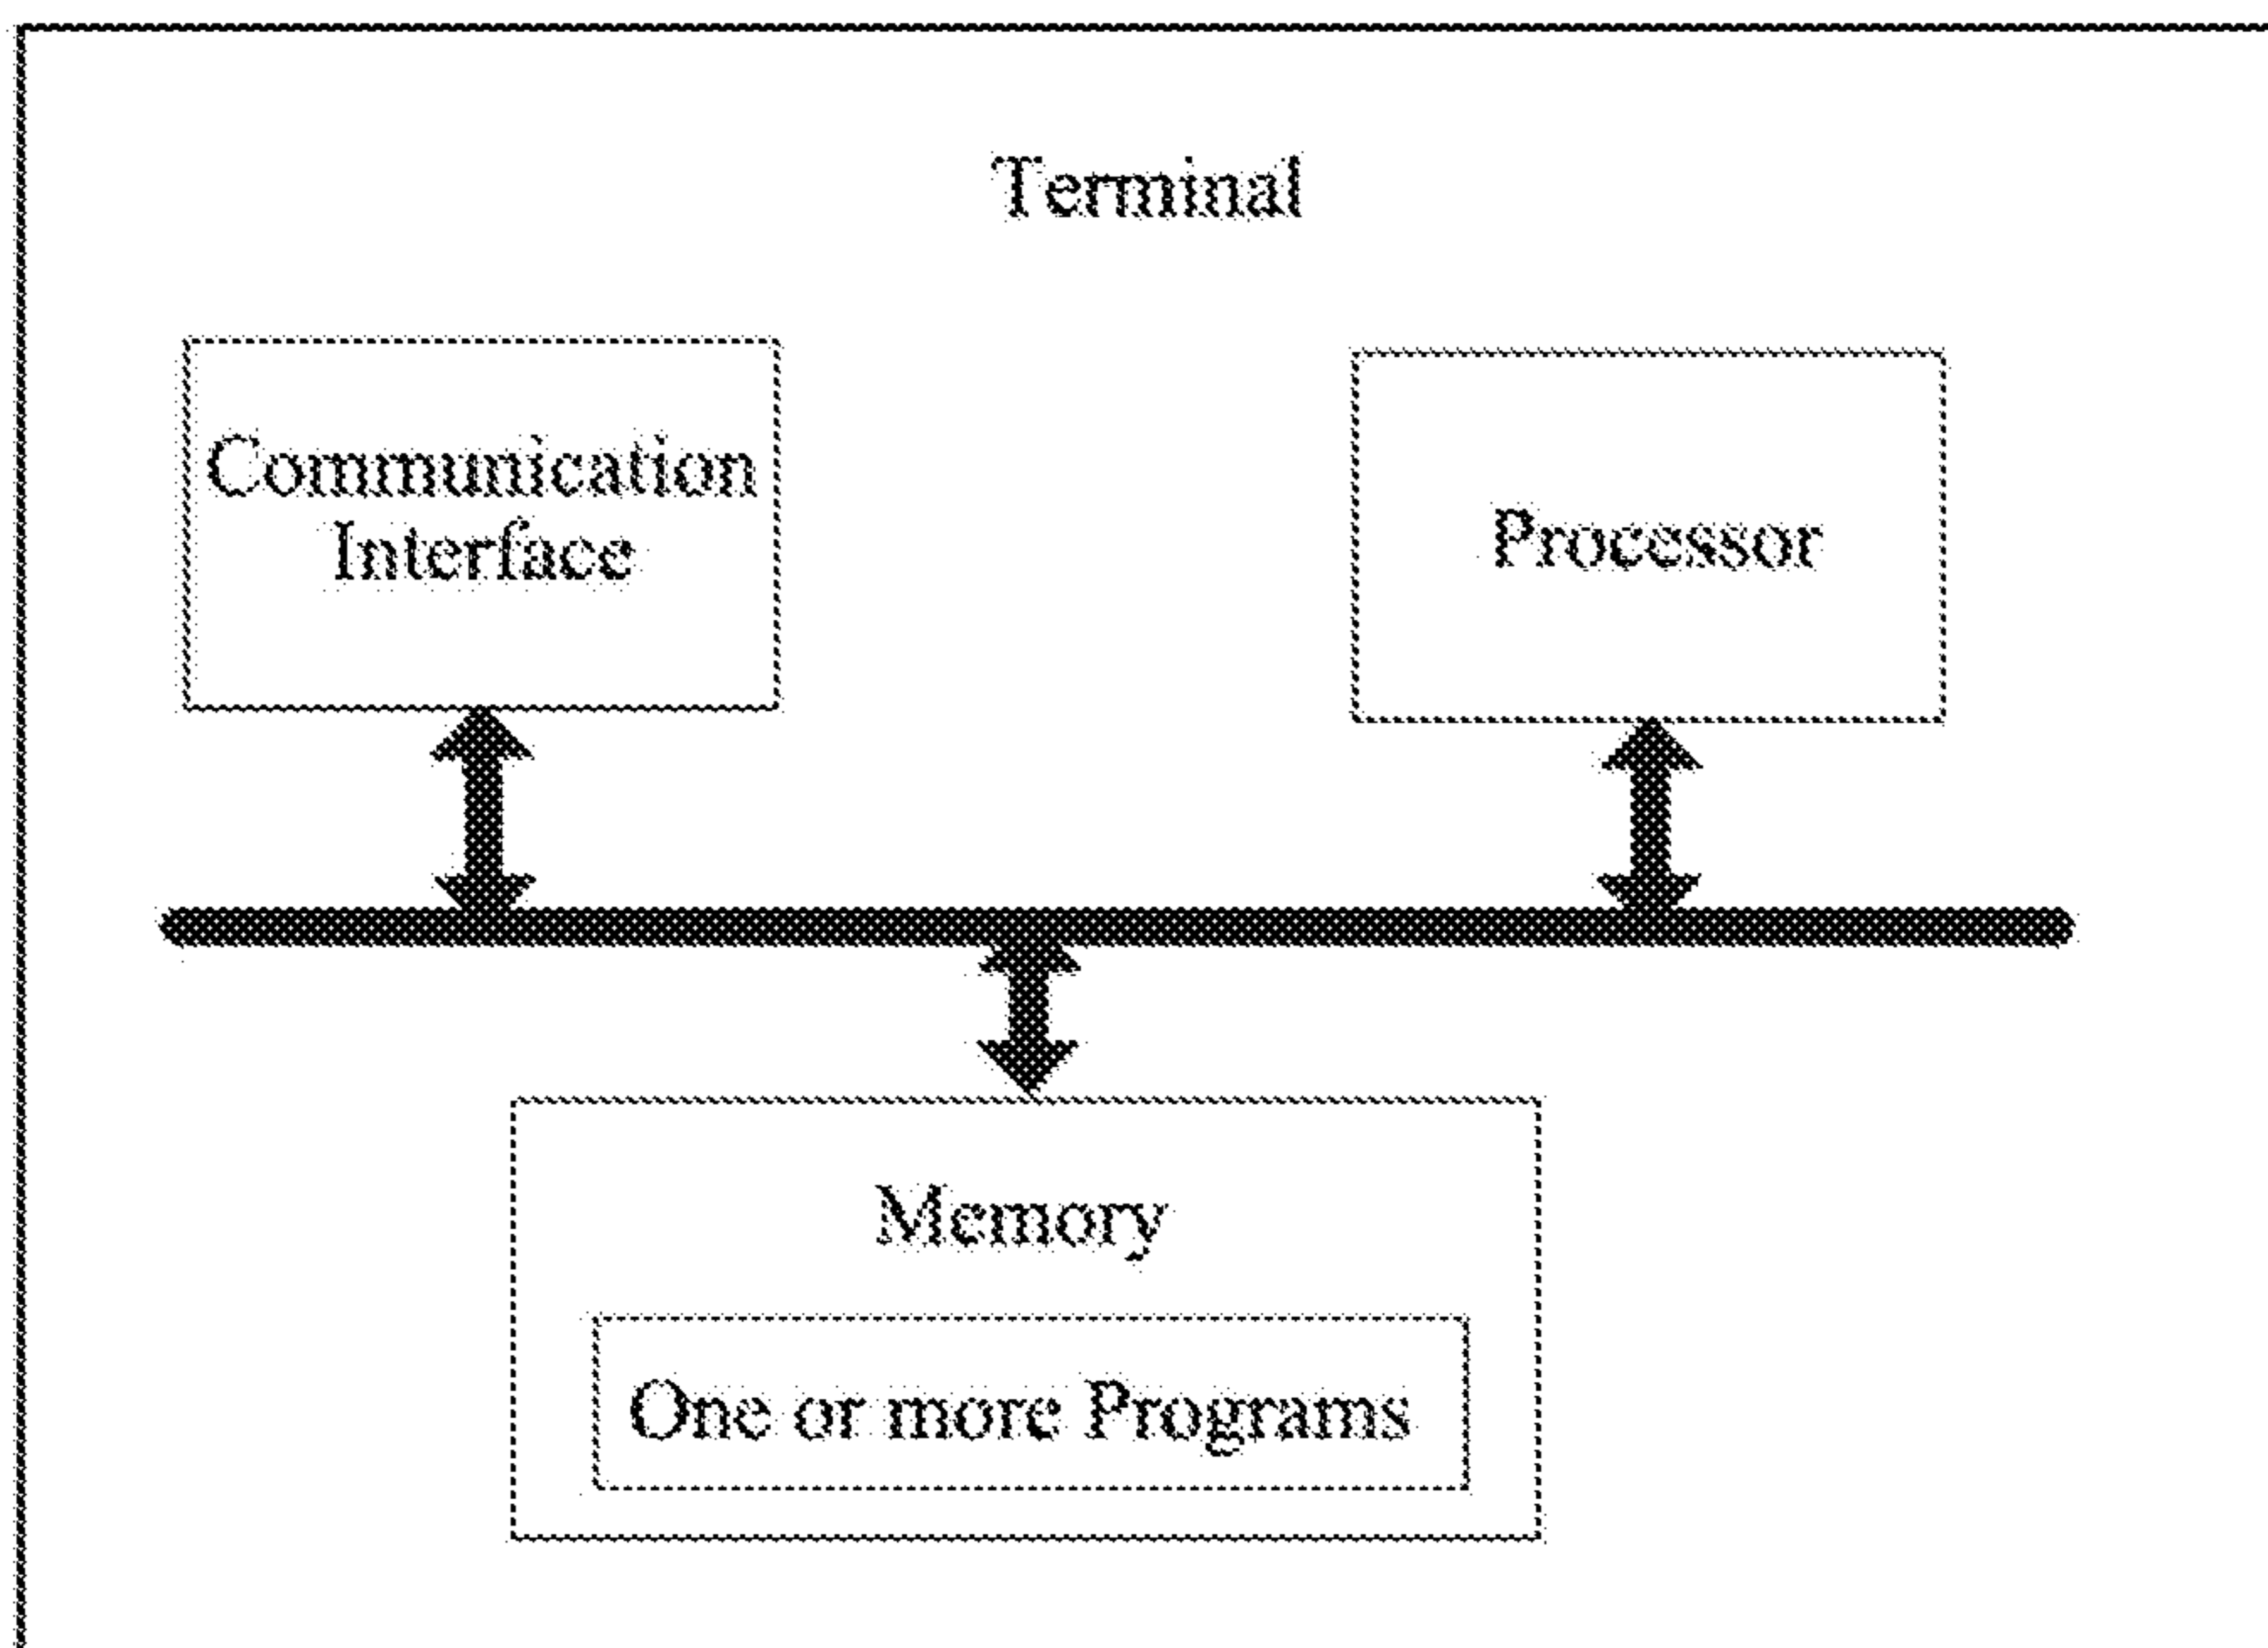 Terminal
Communication
Interface
Processor
Memory
One or more Programs